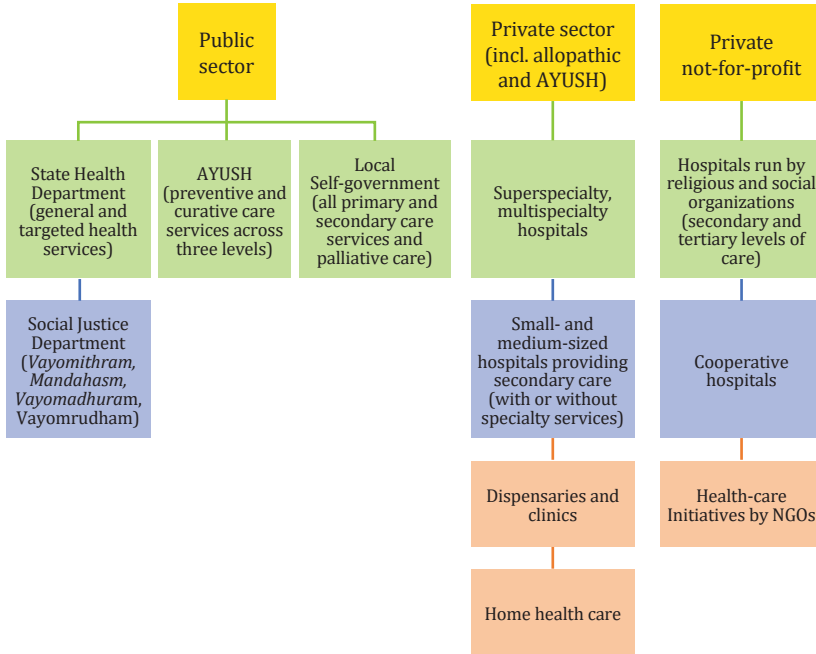 Public
sector
Private sector
(incl. allopathic
and AYUSH)
Private
not-for-profit
State Health
Department
(general and
targeted health
services)
AYUSH
(preventive and
curative care
services across
three levels)
Local
Self-government
(all primary and
secondary care
services and
palliative care)
Superspecialty,
multispecialty
hospitals
Hospitals run by
religious and social
organizations
(secondary and
tertiary levels of
care)
Social Justice
Department
(Vayomithram,
Mandahasm,
Vayomadhuram,
Vayomrudham)
Small- and
medium-sized
hospitals providing
secondary care
(with or without
specialty services)
Cooperative
hospitals
Dispensaries and
clinics
Health-care
Initiatives by NGOs
Home health care